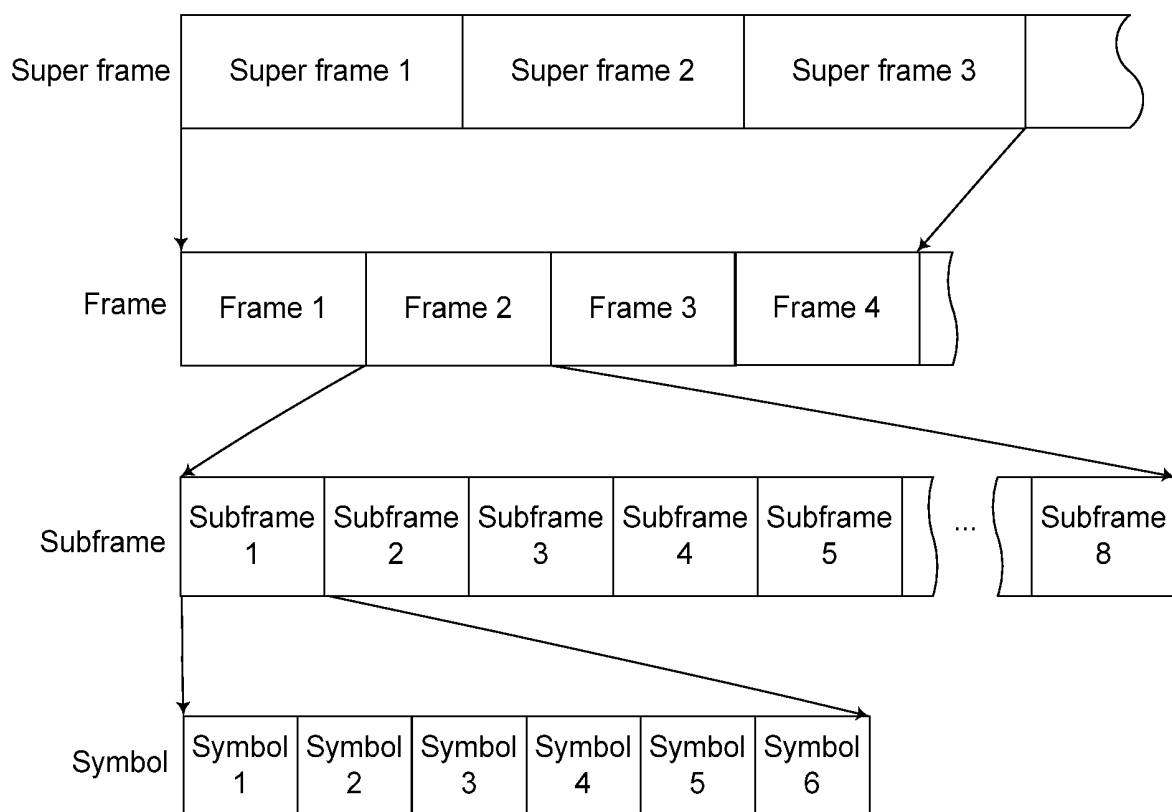 Super frame
Super frame 1
Super frame 2
Super frame 3
Frame
Frame 1
Frame 2
Frame 3
Frame 4
Subframe
Subframe
1
Subframe
2
Subframe
3
Subframe
4
Subframe
5
...
Subframe
8
Symbol
Symbol
1
Symbol
2
Symbol
3
Symbol
4
Symbol
5
Symbol
6